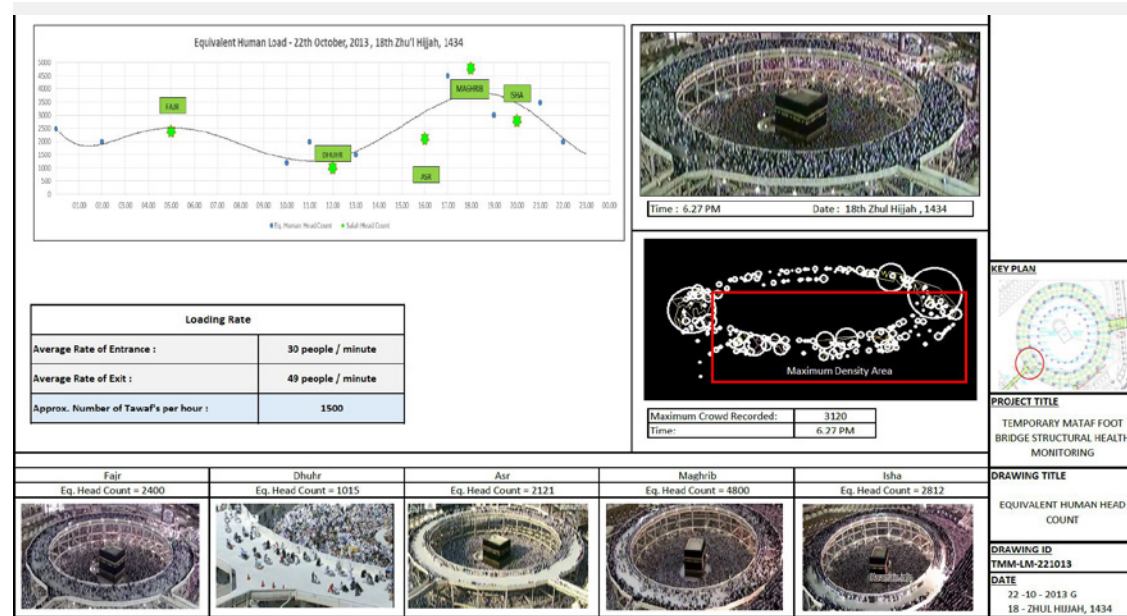 Equivalent Human Load - 22th October, 2013 , 18th Zhu'l Hijjah, 1434
5000
4500
4000
3500
3000
2500
2000
1500
1000
500
0
FAJR
DHUHR
ASR
MAGHRIB
ISHA
01.00 02.00 03.00 04.00 05.00 06.00 07.00 08.00 09.00 10.00 11.00 12.00 13.00 14.00 15.00 16.00 17.00 18.00 19.00 20.00 21.00 22.00 23.00 00.00
Eq. Human Head Count Salah Head Count
Time : 6.27 PM Date : 18th Zhul Hijjah , 1434
Maximum Density Area
Maximum Crowd Recorded: 3120
Time: 6.27 PM
Loading Rate
Average Rate of Entrance : 30 people / minute
Average Rate of Exit : 49 people / minute
Approx. Number of Tawaf's per hour : 1500
Fajr
Eq. Head Count = 2400
Dhuhr
Eq. Head Count = 1015
Asr
Eq. Head Count = 2121
Maghrib
Eq. Head Count = 4800
Isha
Eq. Head Count = 2812
KEY PLAN
PROJECT TITLE
TEMPORARY MATAF FOOT
BRIDGE STRUCTURAL HEALTH
MONITORING
DRAWING TITLE
EQUIVALENT HUMAN HEAD
COUNT
DRAWING ID
TMM-LM-221013
DATE
22 -10 - 2013 G
18 - ZHUL HIJJAH, 1434